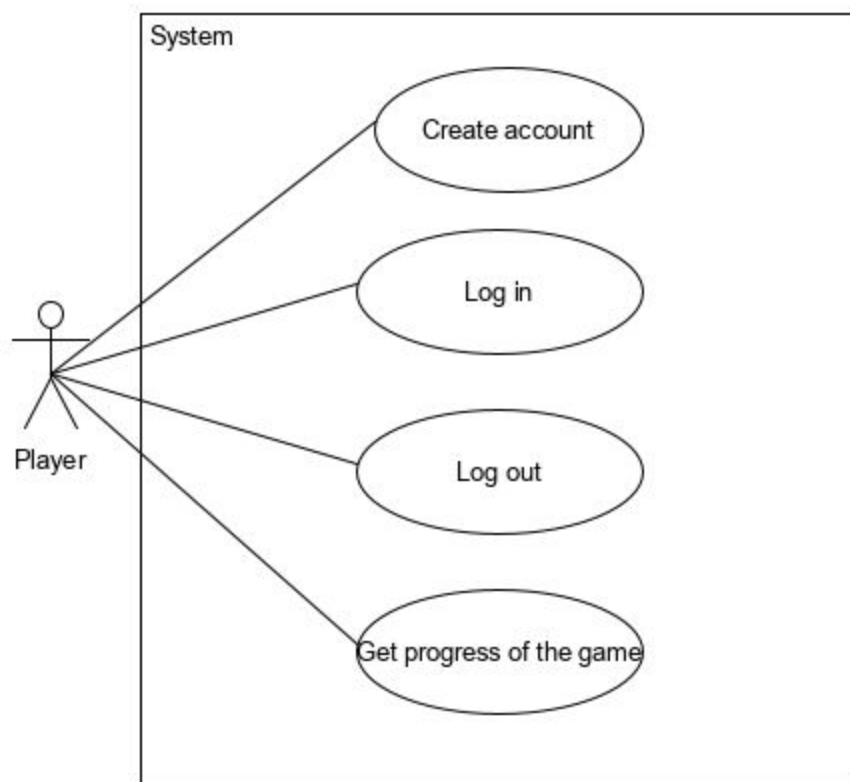 System
Create account
Log in
Log out
Player
Get progress of the game